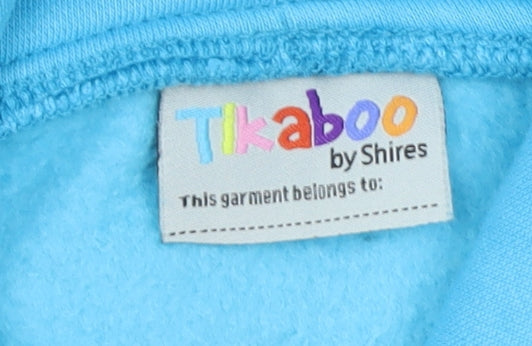 Tikaboo
by Shires
This garment belongs to: